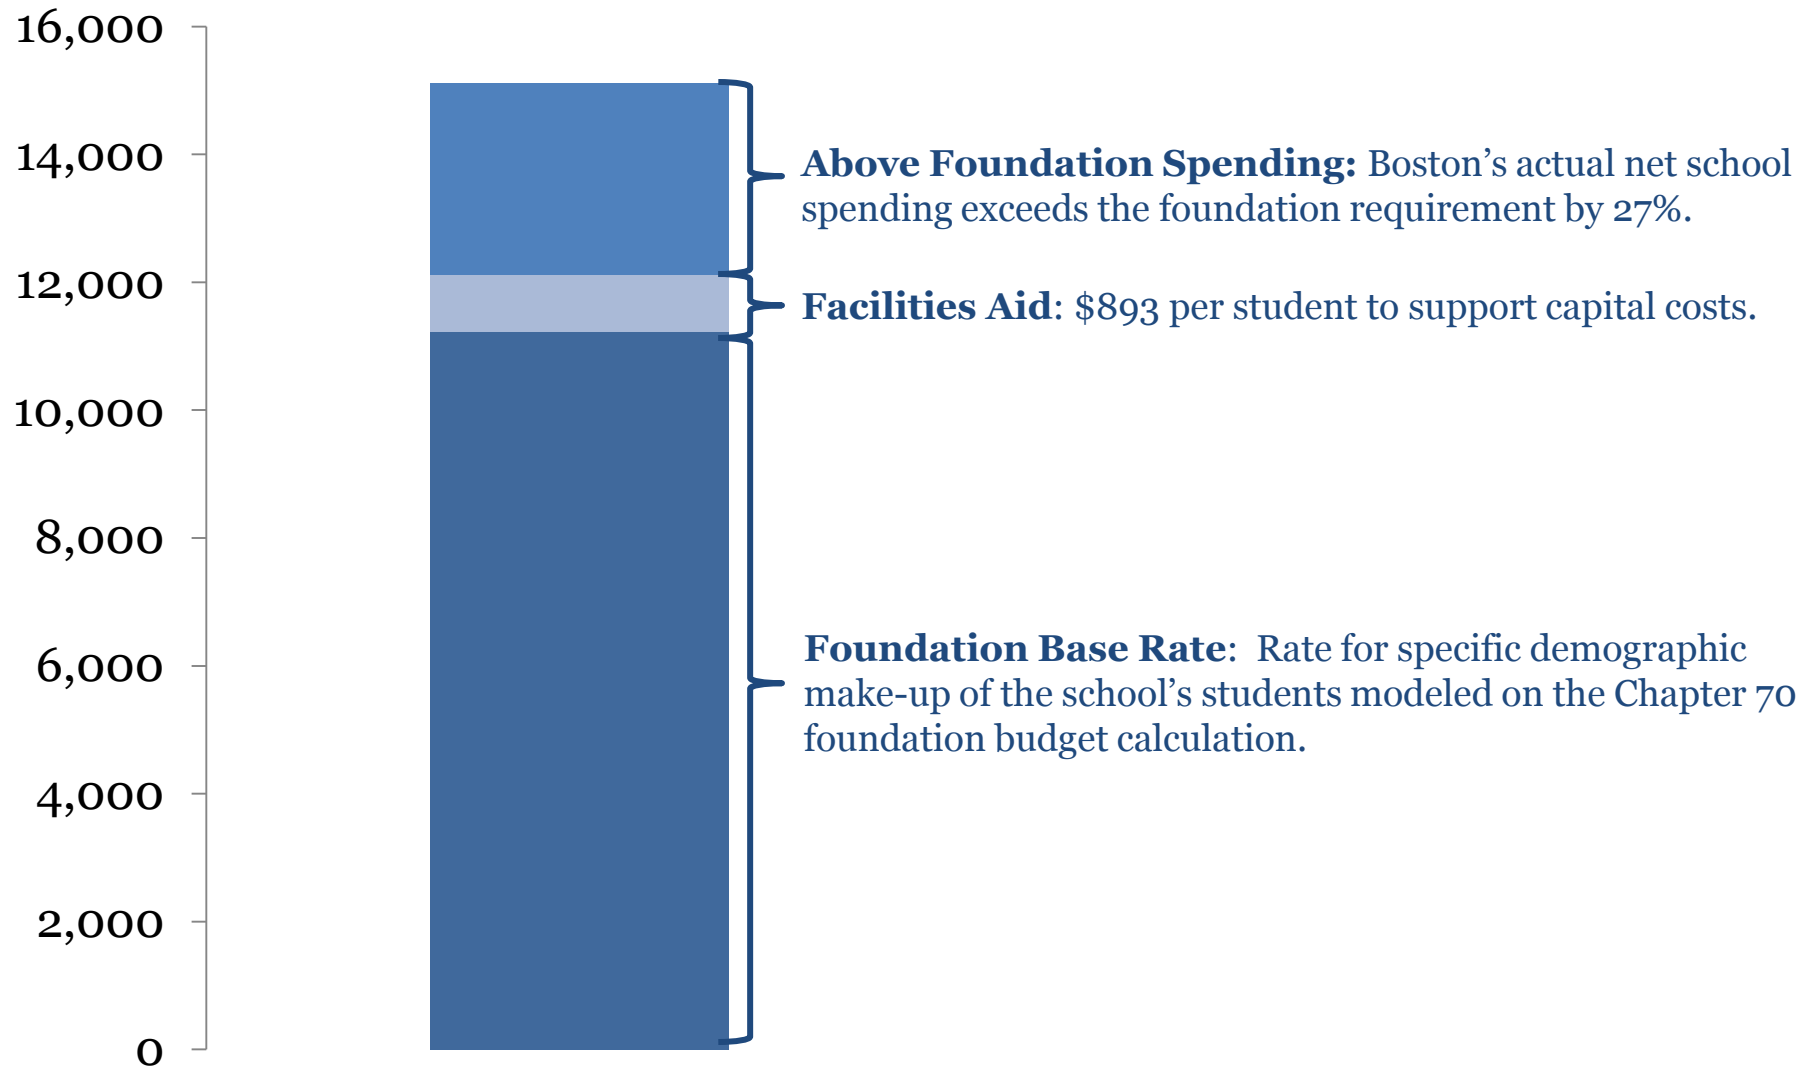 16,000
14,000
12,000
10,000
8,000
6,000
4,000
2,000
0
Above Foundation Spending: Boston’s actual net school
spending exceeds the foundation requirement by 27%.
Facilities Aid: $893 per student to support capital costs.
Foundation Base Rate:  Rate for specific demographic
make-up of the school’s students modeled on the Chapter 70
foundation budget calculation.